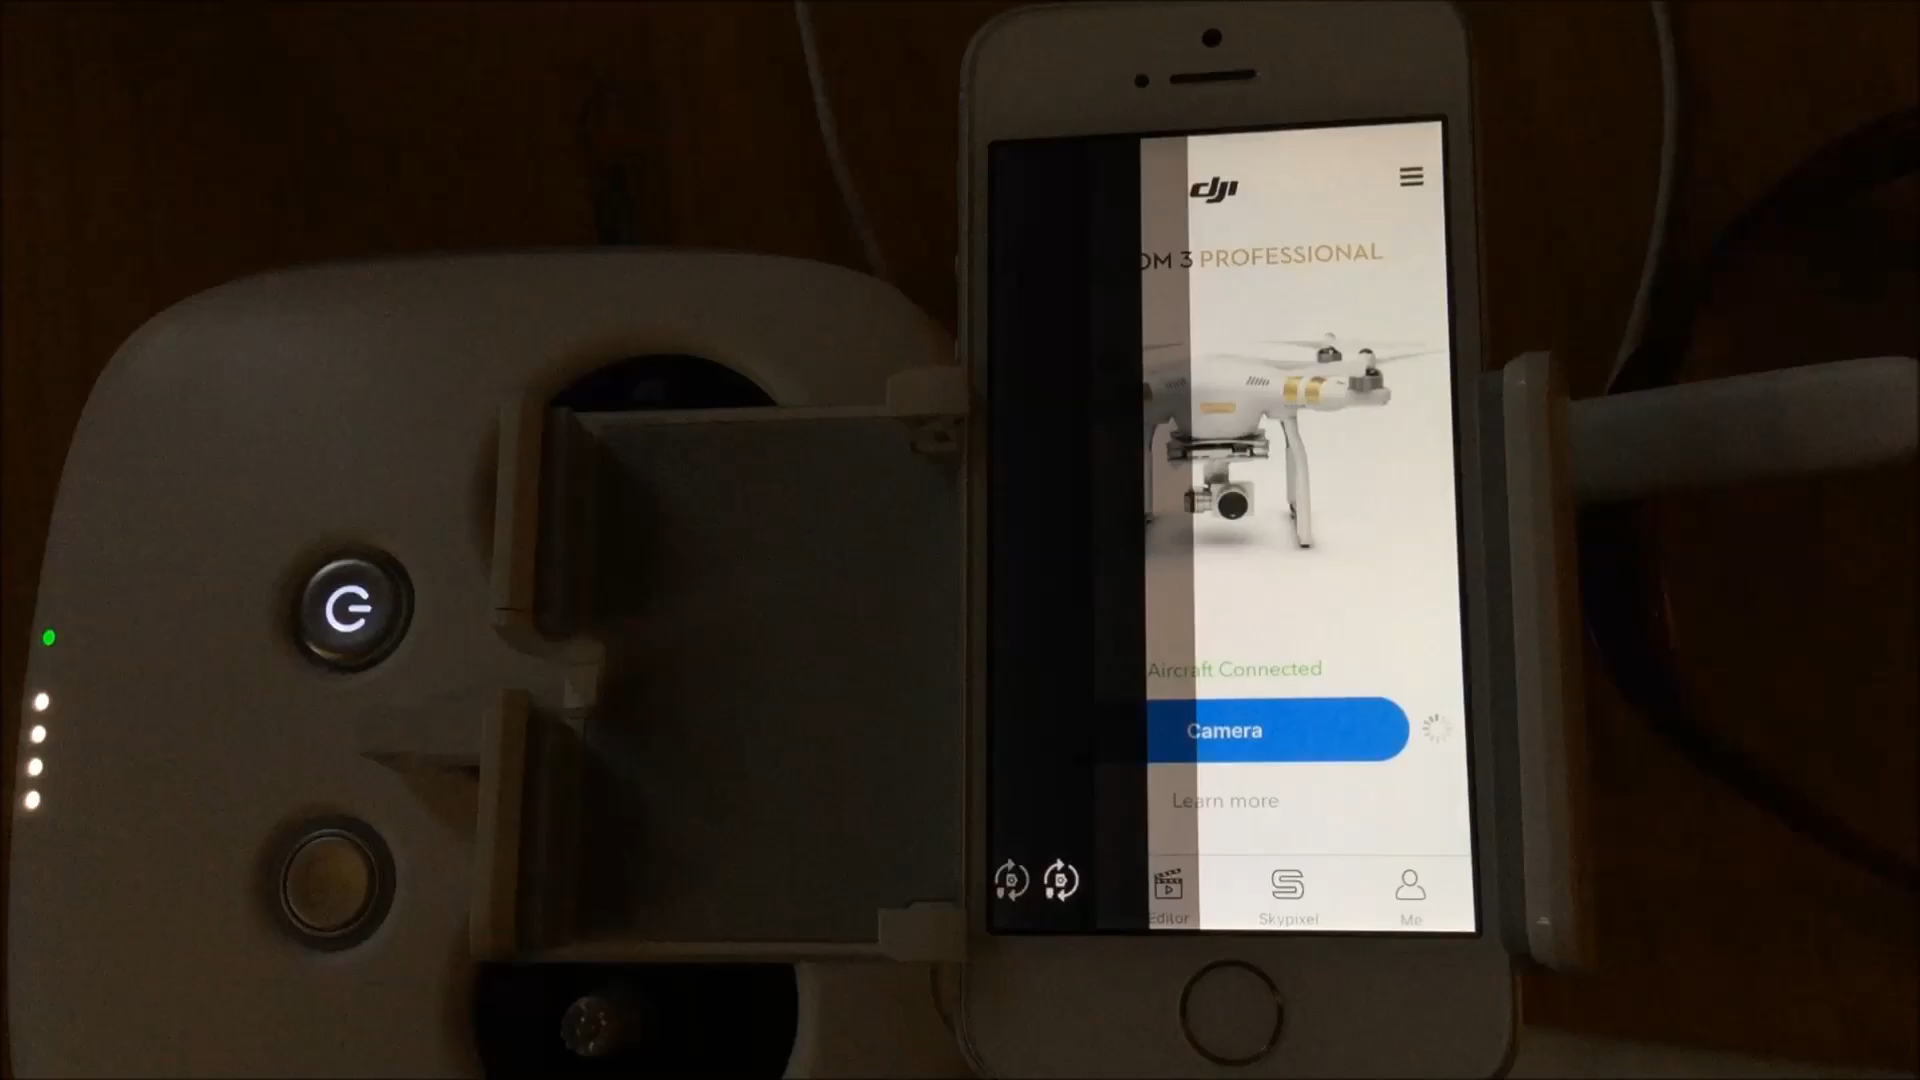 dji
OM 3 PROFESSIONAL
Aircraft Connected
Camera
Learn more
Editor
Skypixel
Me